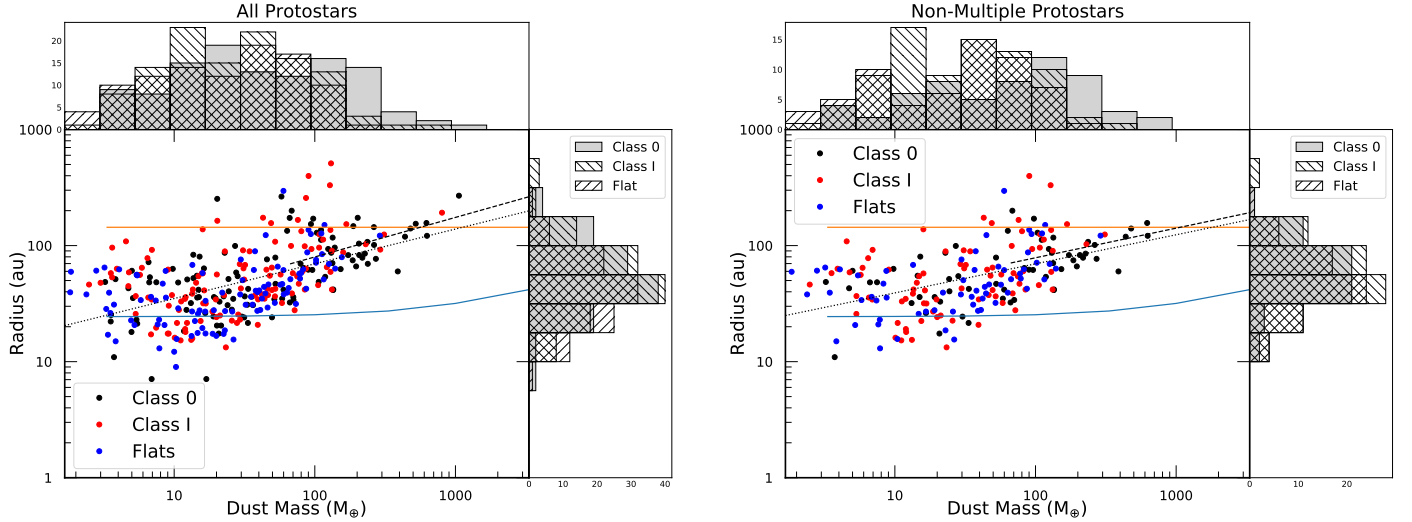 All Protostars
20
15
10
5
0
1000
100
10
1
Radius (au)
Class 0
Class I
Flats
10
100
1000
Dust Mass (M⊕)
Class 0
Class I
Flat
0
10
20
30
40
Non-Multiple Protostars
15
10
5
0
1000
100
10
1
Radius (au)
Class 0
Class I
Flats
10
100
1000
Dust Mass (M⊕)
Class 0
Class I
Flat
0
10
20